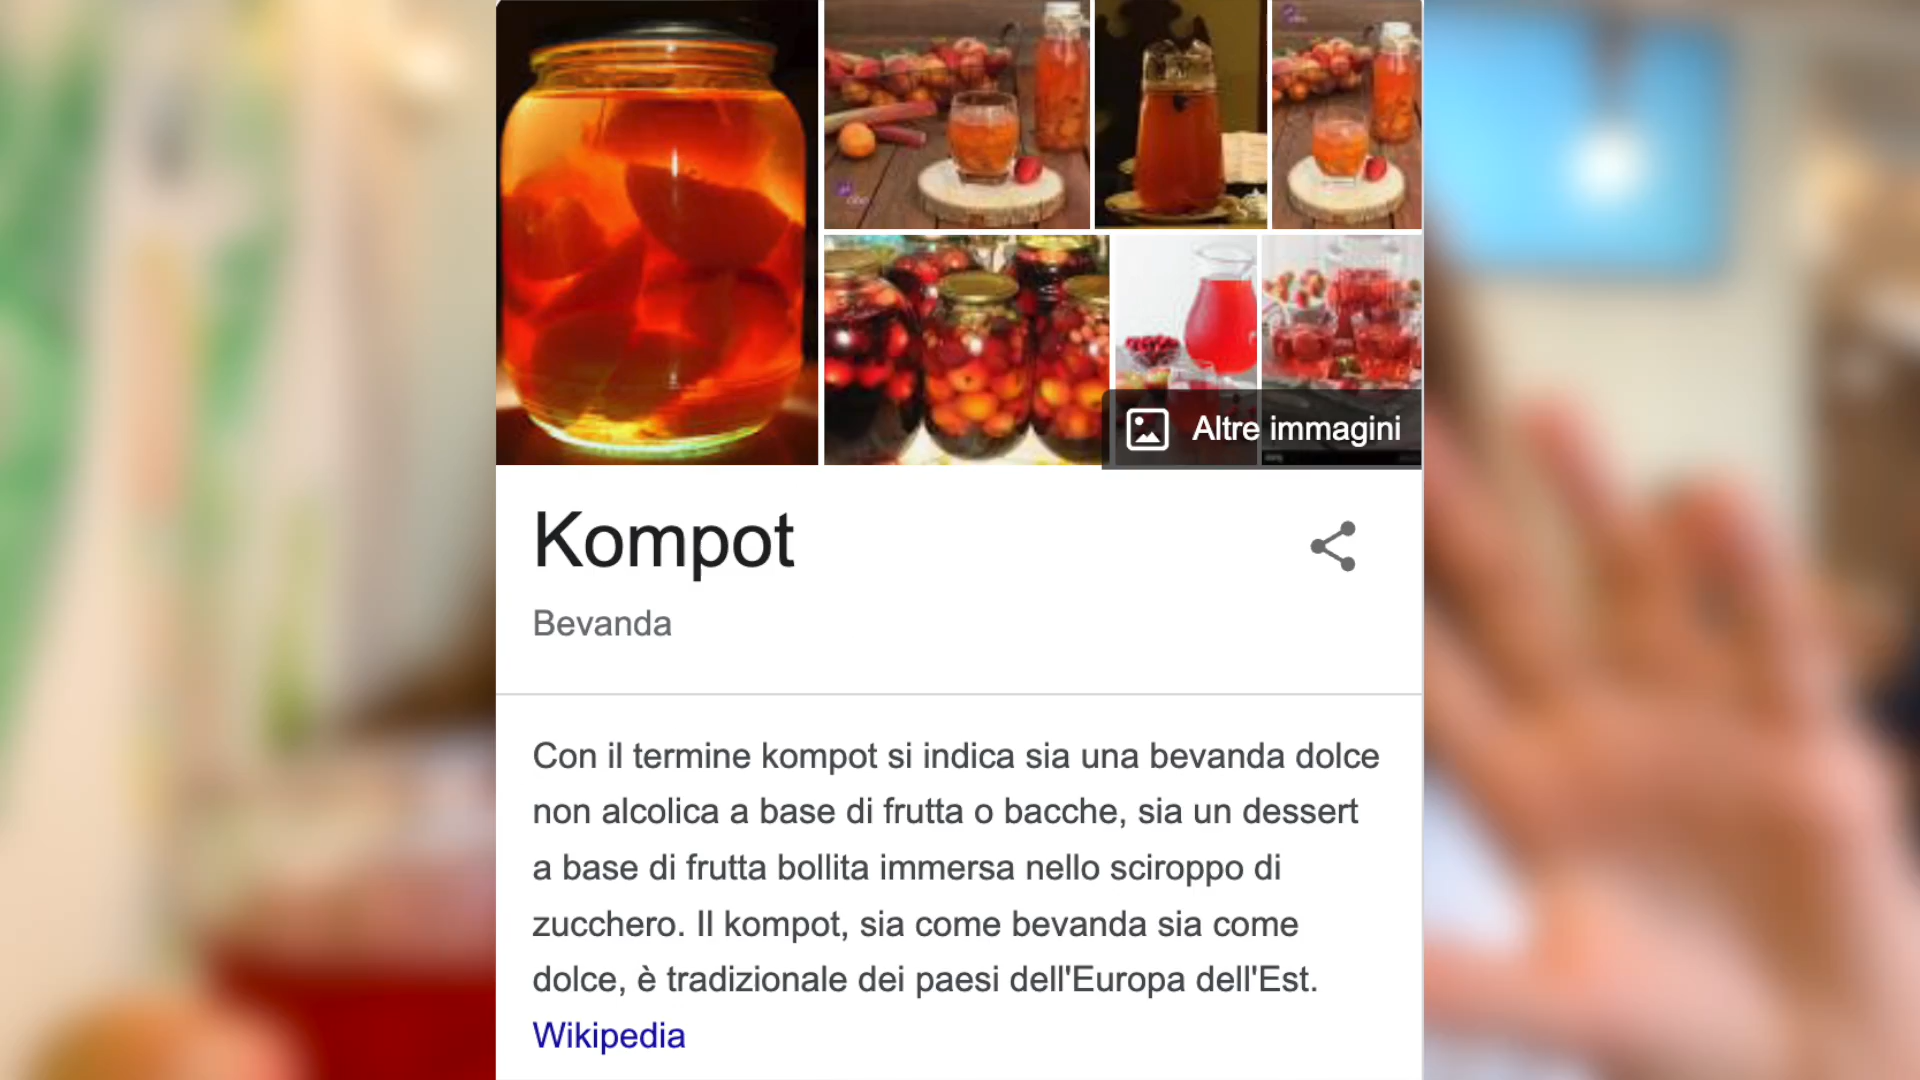 Altre immagini
Kompot
Bevanda
Con il termine kompot si indica sia una bevanda dolce
non alcolica a base di frutta o bacche, sia un dessert
a base di frutta bollita immersa nello sciroppo di
zucchero. Il kompot, sia come bevanda sia come
dolce, è tradizionale dei paesi dell'Europa dell'Est.
Wikipedia